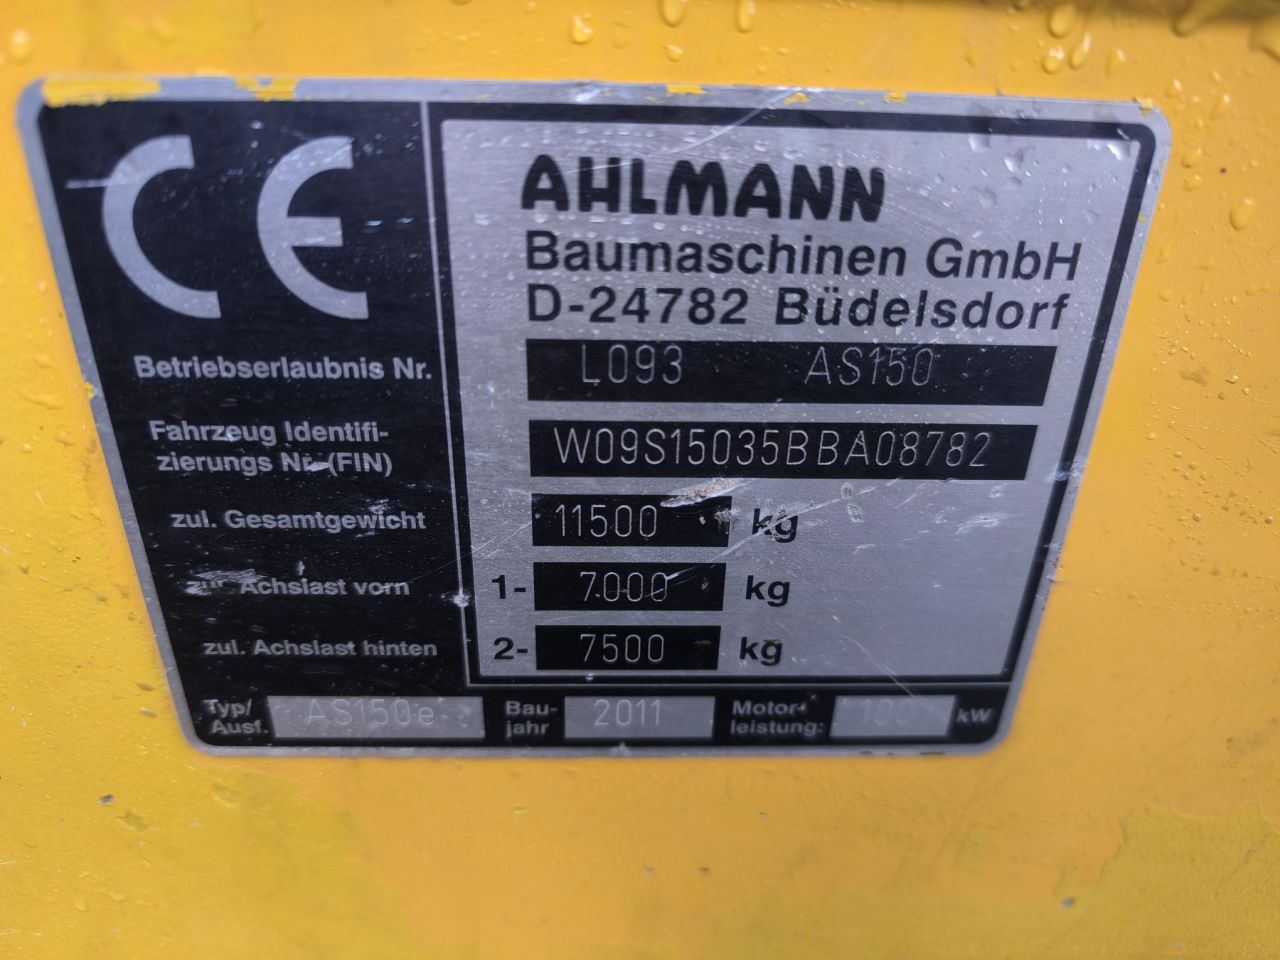 CE
AHLMANN
Baumaschinen GmbH
D-24782 Büdelsdorf
Betriebserlaubnis Nr. L093 AS150
Fahrzeug Identifi-
zierungs Nr. (FIN) W09S15035BBA08782
zul. Gesamtgewicht 11500 kg
zul. Achslast vorn 1- 7000 kg
zul. Achslast hinten 2- 7500 kg
Typ/
Ausf. AS150e
Bau-
jahr 2011
Motor-
leistung: 100 kW